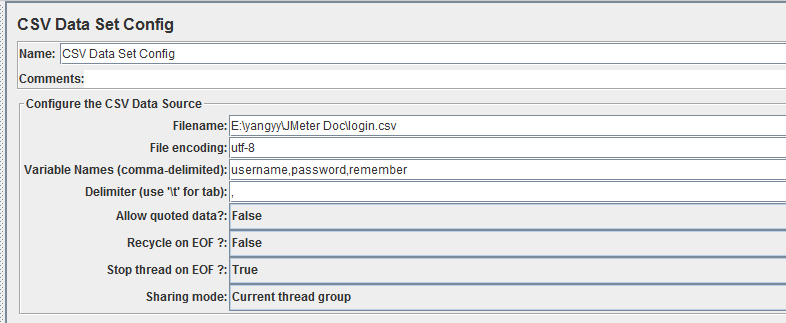 CSV Data Set Config
Name: CSV Data Set Config
Comments:
Configure the CSV Data Source
Filename: E:\yangyy\JMeter Doc\login.csv
File encoding: utf-8
Variable Names (comma-delimited): username,password,remember
Delimiter (use '\t' for tab): ,
Allow quoted data?: False
Recycle on EOF ?: False
Stop thread on EOF ?: True
Sharing mode: Current thread group